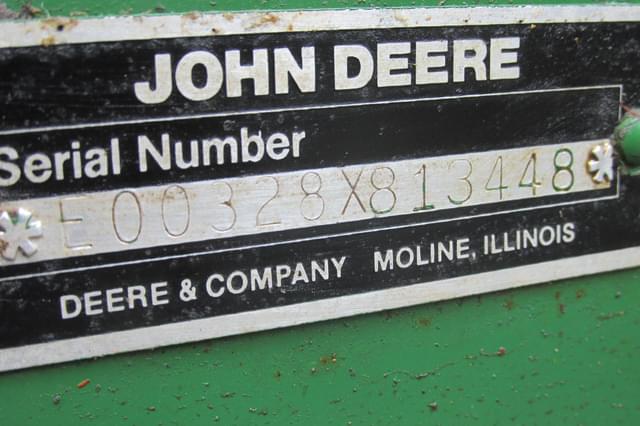 JOHN DEERE
Serial Number
*E00328X813448*
DEERE & COMPANY MOLINE, ILLINOIS